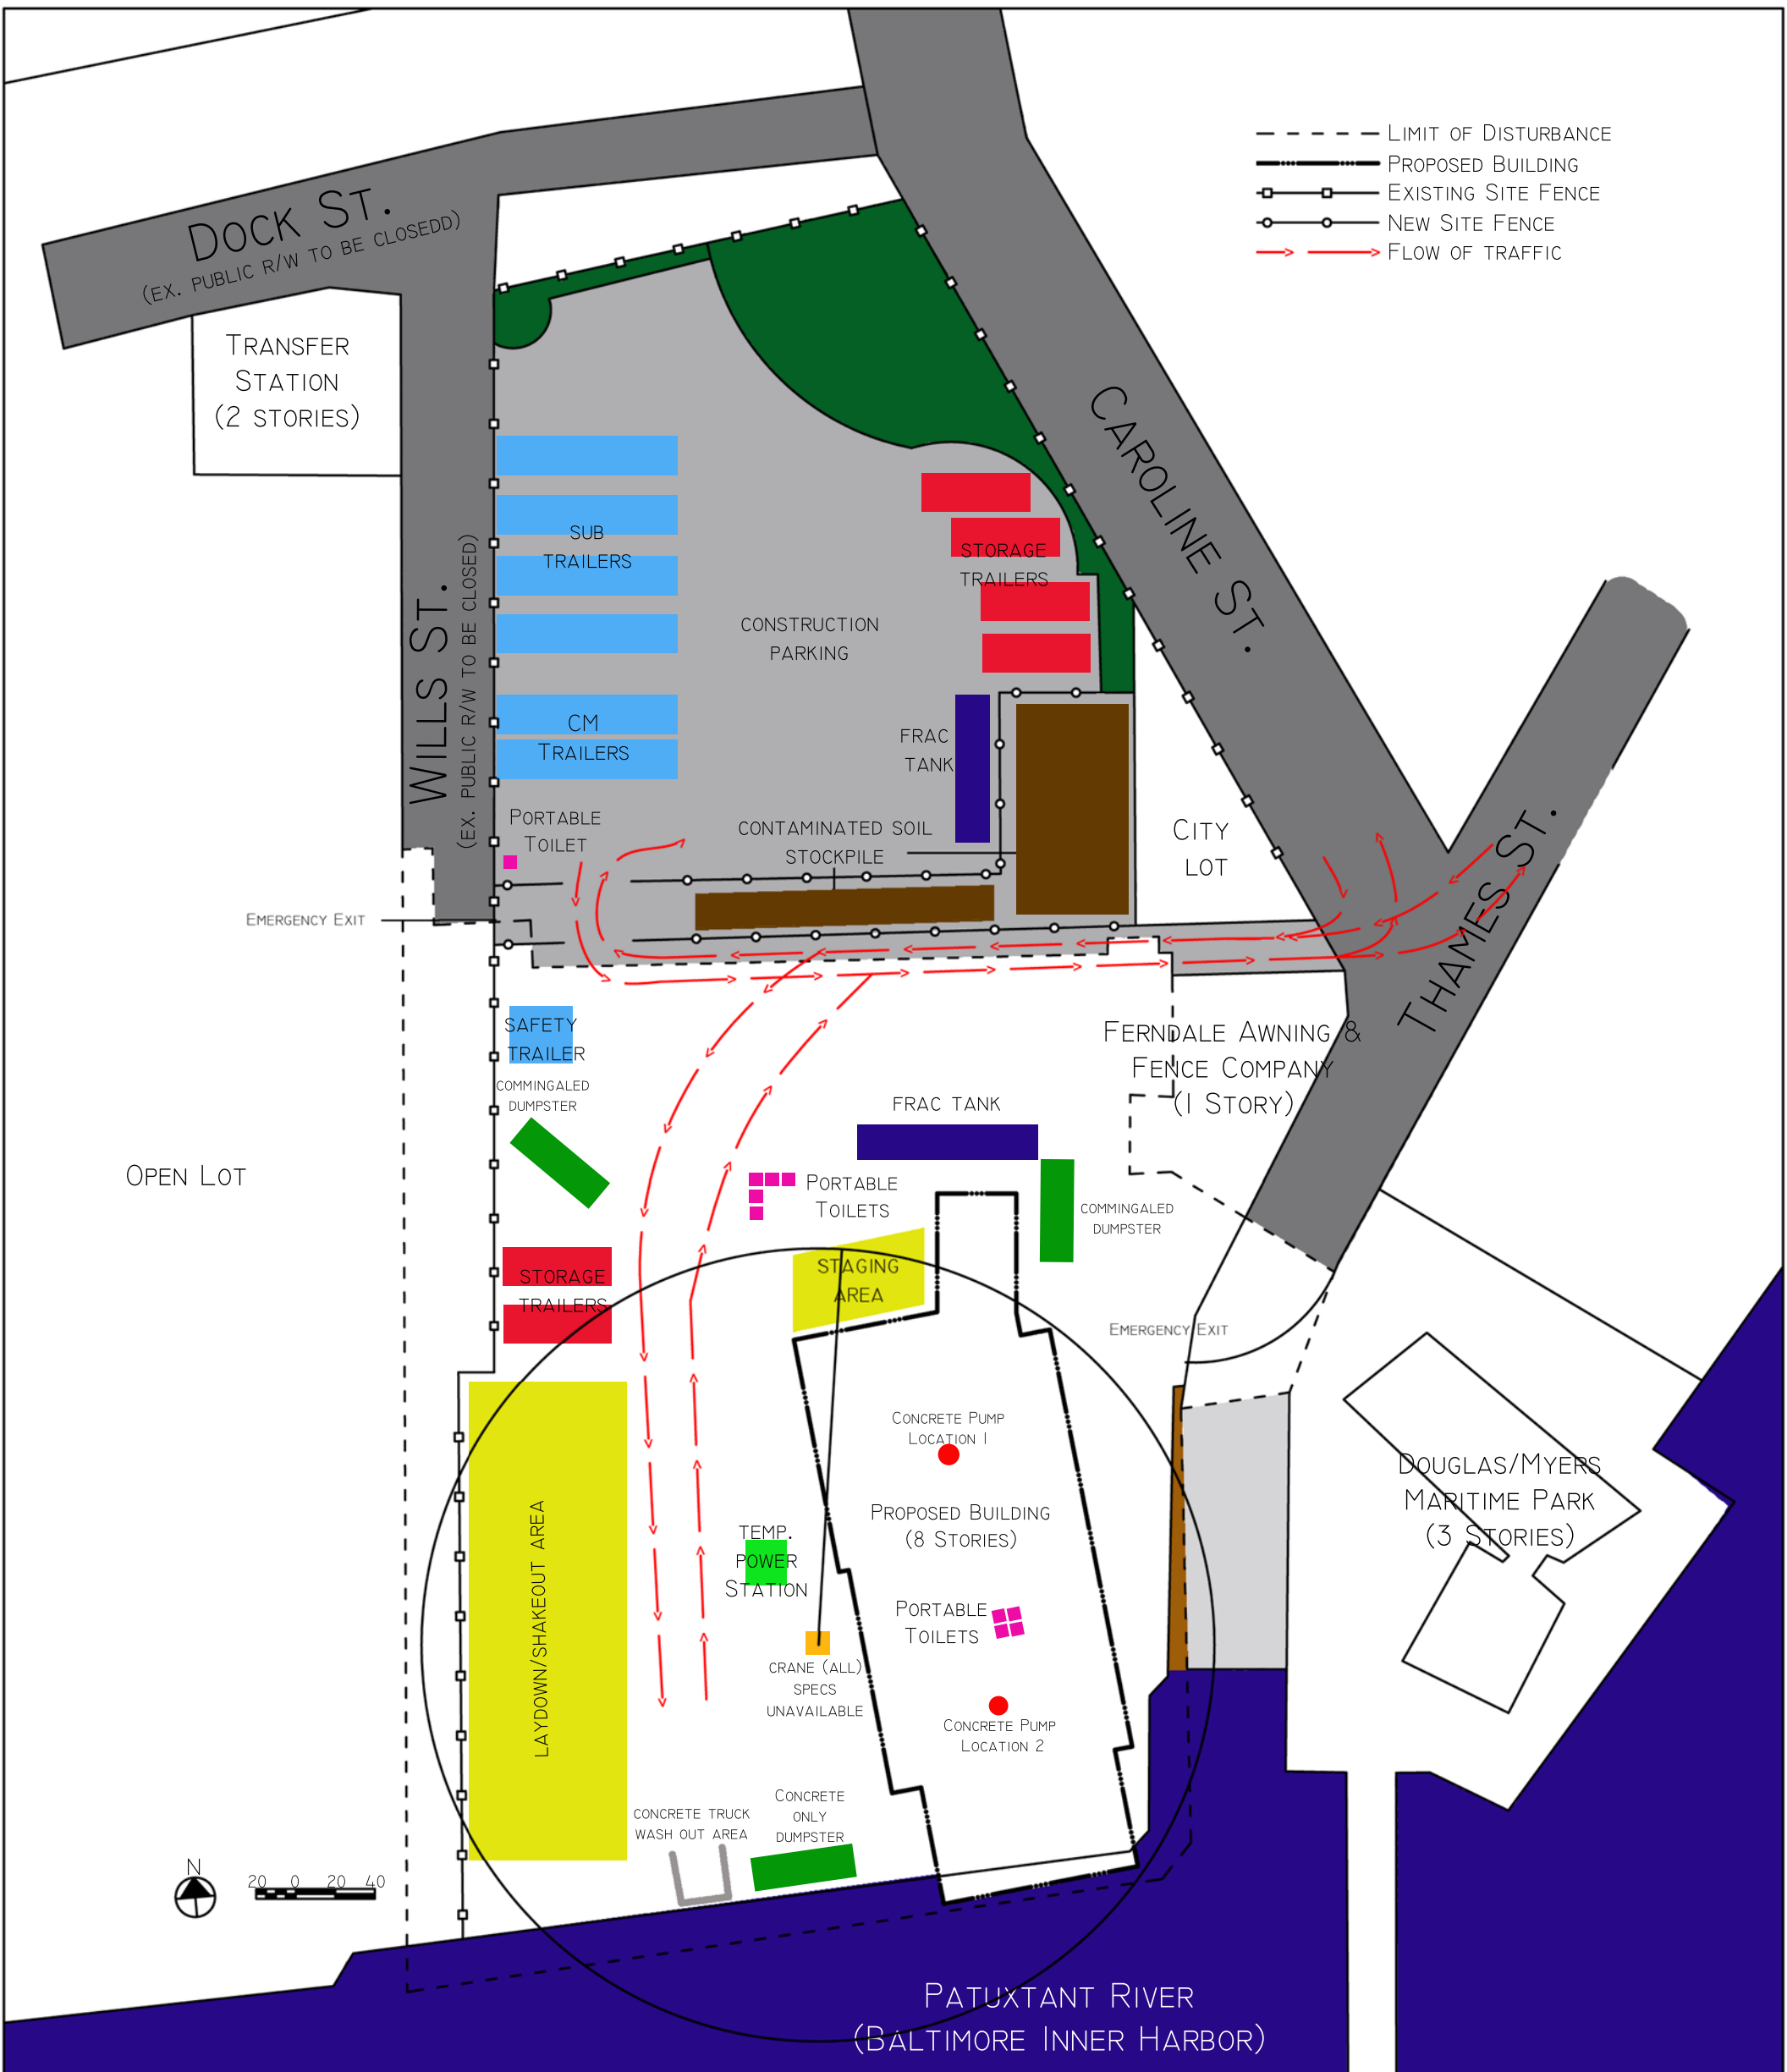 LIMIT OF DISTURBANCE
PROPOSED BUILDING
EXISTING SITE FENCE
NEW SITE FENCE
FLOW OF TRAFFIC
DOCK ST.
(EX. PUBLIC R/W TO BE CLOSEDD)
TRANSFER
STATION
(2 STORIES)
WILLS ST.
(EX. PUBLIC R/W TO BE CLOSED)
CAROLINE ST.
THAMES ST.
SUB
TRAILERS
STORAGE
TRAILERS
CONSTRUCTION
PARKING
CM
TRAILERS
FRAC
TANK
PORTABLE
TOILET
CONTAMINATED SOIL
STOCKPILE
CITY
LOT
EMERGENCY EXIT
SAFETY
TRAILER
COMMINGALED
DUMPSTER
FERNDALE AWNING &
FENCE COMPANY
(1 STORY)
FRAC TANK
OPEN LOT
PORTABLE
TOILETS
COMMINGALED
DUMPSTER
STAGING
AREA
STORAGE
TRAILERS
EMERGENCY EXIT
CONCRETE PUMP
LOCATION 1
PROPOSED BUILDING
(8 STORIES)
DOUGLAS/MYERS
MARITIME PARK
(3 STORIES)
LAYDOWN/SHAKEOUT AREA
TEMP.
POWER
STATION
PORTABLE
TOILETS
CRANE (ALL)
SPECS
UNAVAILABLE
CONCRETE PUMP
LOCATION 2
CONCRETE TRUCK
WASH OUT AREA
CONCRETE
ONLY
DUMPSTER
N
20 0 20 40
PATUXTANT RIVER
(BALTIMORE INNER HARBOR)